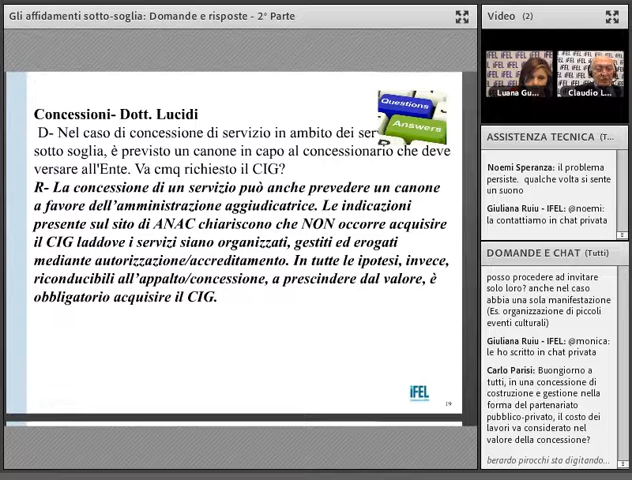 Gli affidamenti sotto-soglia: Domande e risposte - 2° Parte
Concessioni- Dott. Lucidi
D- Nel caso di concessione di servizio in ambito dei ser
sotto soglia, è previsto un canone in capo al concessionario che deve
versare all'Ente. Va cmq richiesto il CIG?
R- La concessione di un servizio può anche prevedere un canone
a favore dell'amministrazione aggiudicatrice. Le indicazioni
presente sul sito di ANAC chiariscono che NON occorre acquisire
il CIG laddove i servizi siano organizzati, gestiti ed erogati
mediante autorizzazione/accreditamento. In tutte le ipotesi, invece,
riconducibili all'appalto/concessione, a prescindere dal valore, è
obbligatorio acquisire il CIG.
Questions
Answers
iFEL
19
Video (2)
Luana Gu...
Claudio L...
ASSISTENZA TECNICA (T...
Noemi Speranza: il problema
persiste. qualche volta si sente
un suono
Giuliana Ruiu - IFEL: @noemi:
la contattiamo in chat privata
DOMANDE E CHAT (Tutti)
posso procedere ad invitare
solo loro? anche nel caso
abbia una sola manifestazione
(Es. organizzazione di piccoli
eventi culturali)
Giuliana Ruiu - IFEL: @monica:
le ho scritto in chat privata
Carlo Parisi: Buongiorno a
tutti, in una concessione di
costruzione e gestione nella
forma del partenariato
pubblico-privato, il costo dei
lavori va considerato nel
valore della concessione?
berardo pirocchi sta digitando...